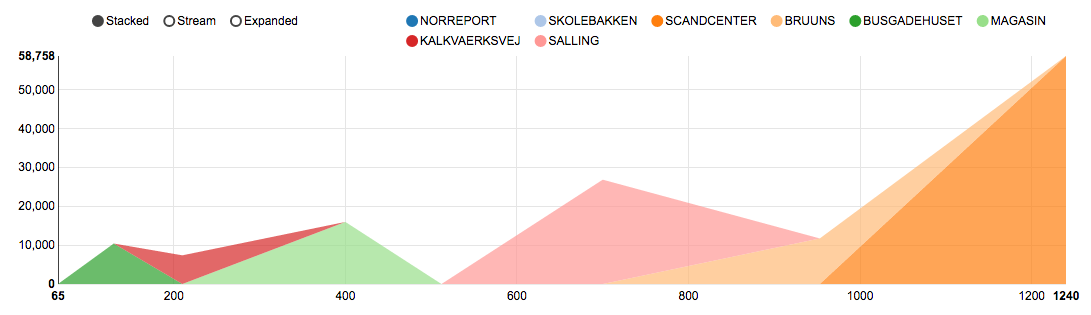 Stacked Stream Expanded NORREPORT SKOLEBAKKEN SCANDCENTER BRUUNS BUSGADEHUSET MAGASIN
KALKVAERKSVEJ SALLING
58,758
50,000
40,000
30,000
20,000
10,000
0
65 200 400 600 800 1000 1200 1240